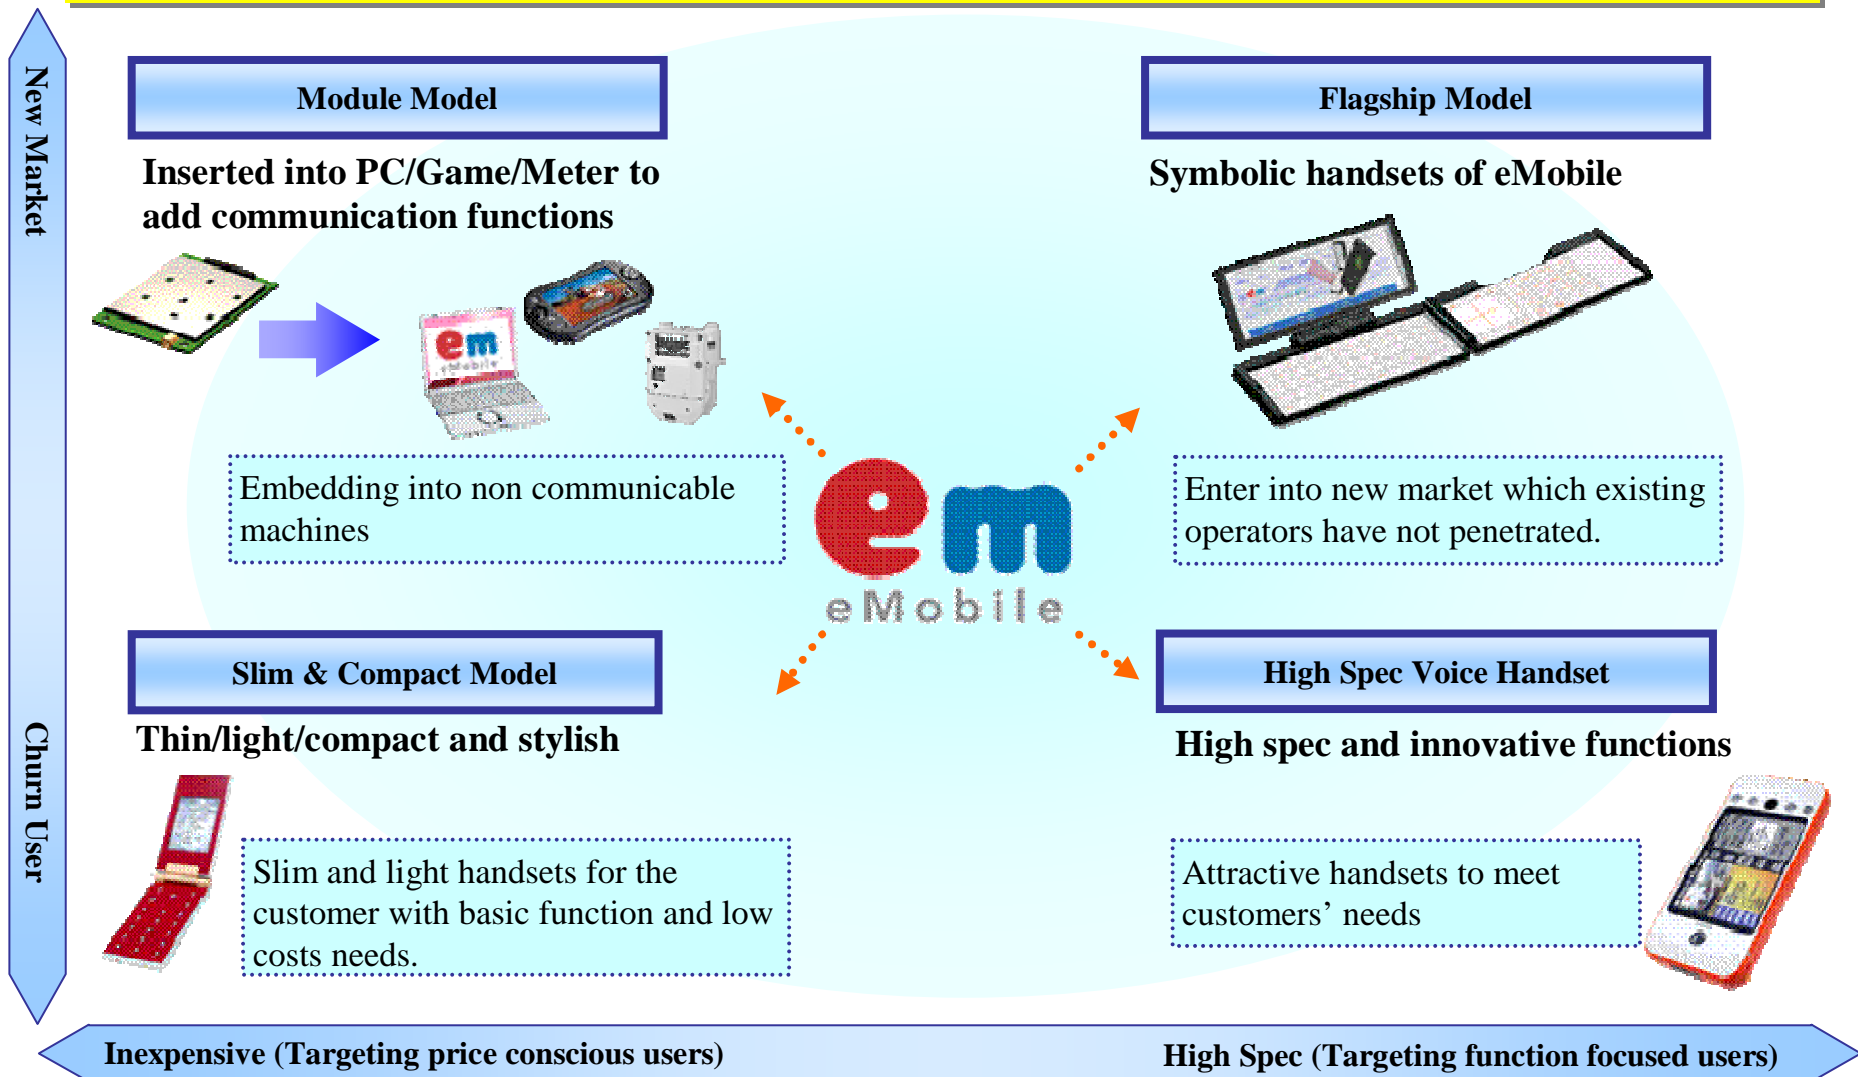 New Market
Churn User
Module Model
Inserted into PC/Game/Meter to
add communication functions
em
eMobile
Embedding into non communicable
machines
Flagship Model
Symbolic handsets of eMobile
Enter into new market which existing
operators have not penetrated.
em
eMobile
Slim & Compact Model
Thin/light/compact and stylish
Slim and light handsets for the
customer with basic function and low
costs needs.
High Spec Voice Handset
High spec and innovative functions
Attractive handsets to meet
customers’ needs
Inexpensive (Targeting price conscious users)
High Spec (Targeting function focused users)